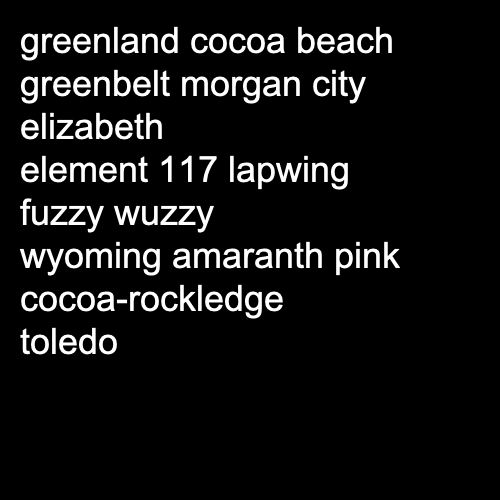 greenland cocoa beach
greenbelt morgan city
elizabeth
element 117 lapwing
fuzzy wuzzy
wyoming amaranth pink
cocoa-rockledge
toledo